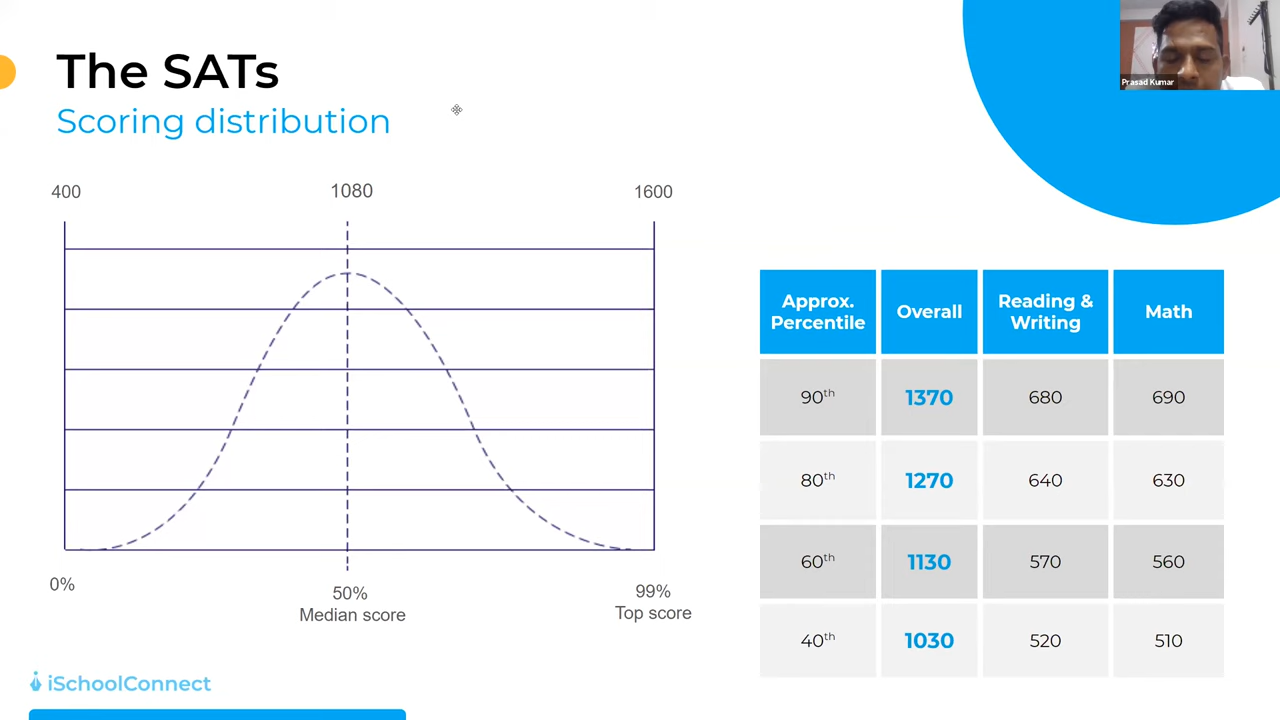 The SATs
Scoring distribution
Prasad Kumar
400
1080
1600
0%
50%
Median score
99%
Top score
Approx.
Percentile
Overall
Reading &
Writing
Math
90th
1370
680
690
80th
1270
640
630
60th
1130
570
560
40th
1030
520
510
iSchoolConnect